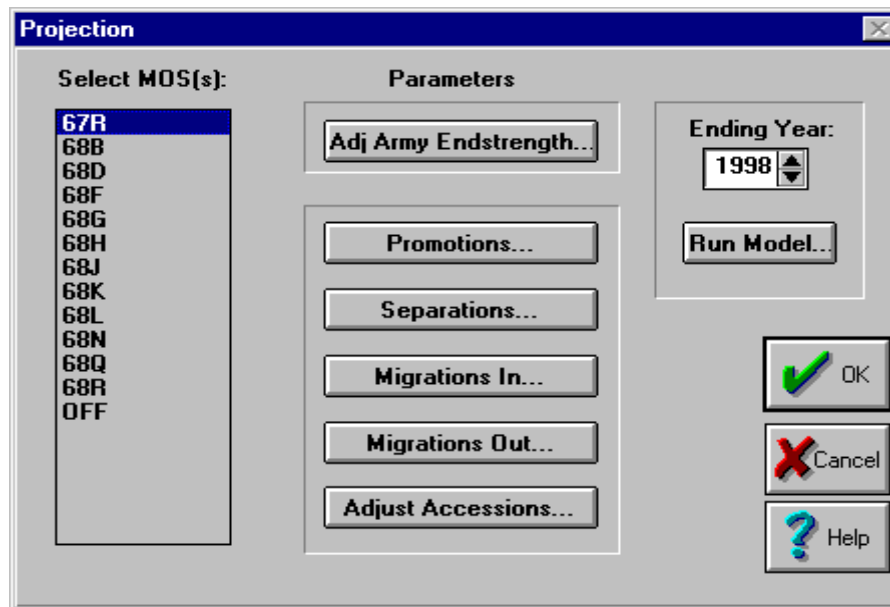 Projection
Select MOS(s):
67R
68B
68D
68F
68G
68H
68J
68K
68L
68N
68Q
68R
OFF
Parameters
Adj Army Endstrength...
Promotions...
Separations...
Migrations In...
Migrations Out...
Adjust Accessions...
Ending Year:
1998
Run Model...
OK
Cancel
Help